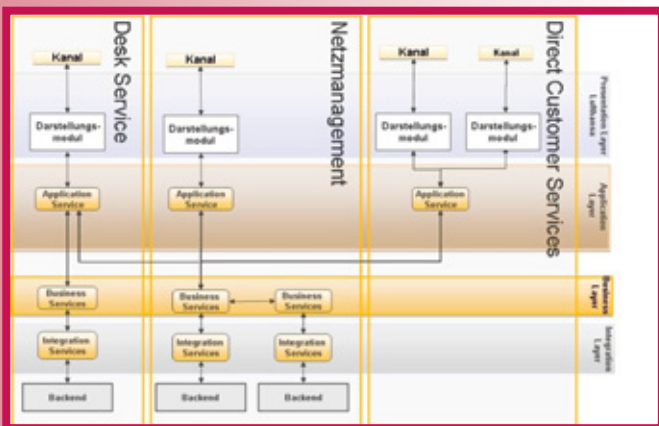 Desk Service
Kanal
Darstellungs-
modul
Application
Service
Business
Services
Integration
Services
Backend
Netzmanagement
Kanal
Darstellungs-
modul
Application
Service
Business
Services
Business
Services
Integration
Services
Integration
Services
Backend
Backend
Direct Customer Services
Kanal
Kanal
Darstellungs-
modul
Darstellungs-
modul
Application
Service
Presentation Layer
Lufthansa
Application
Layer
Business
Layer
Integration
Layer